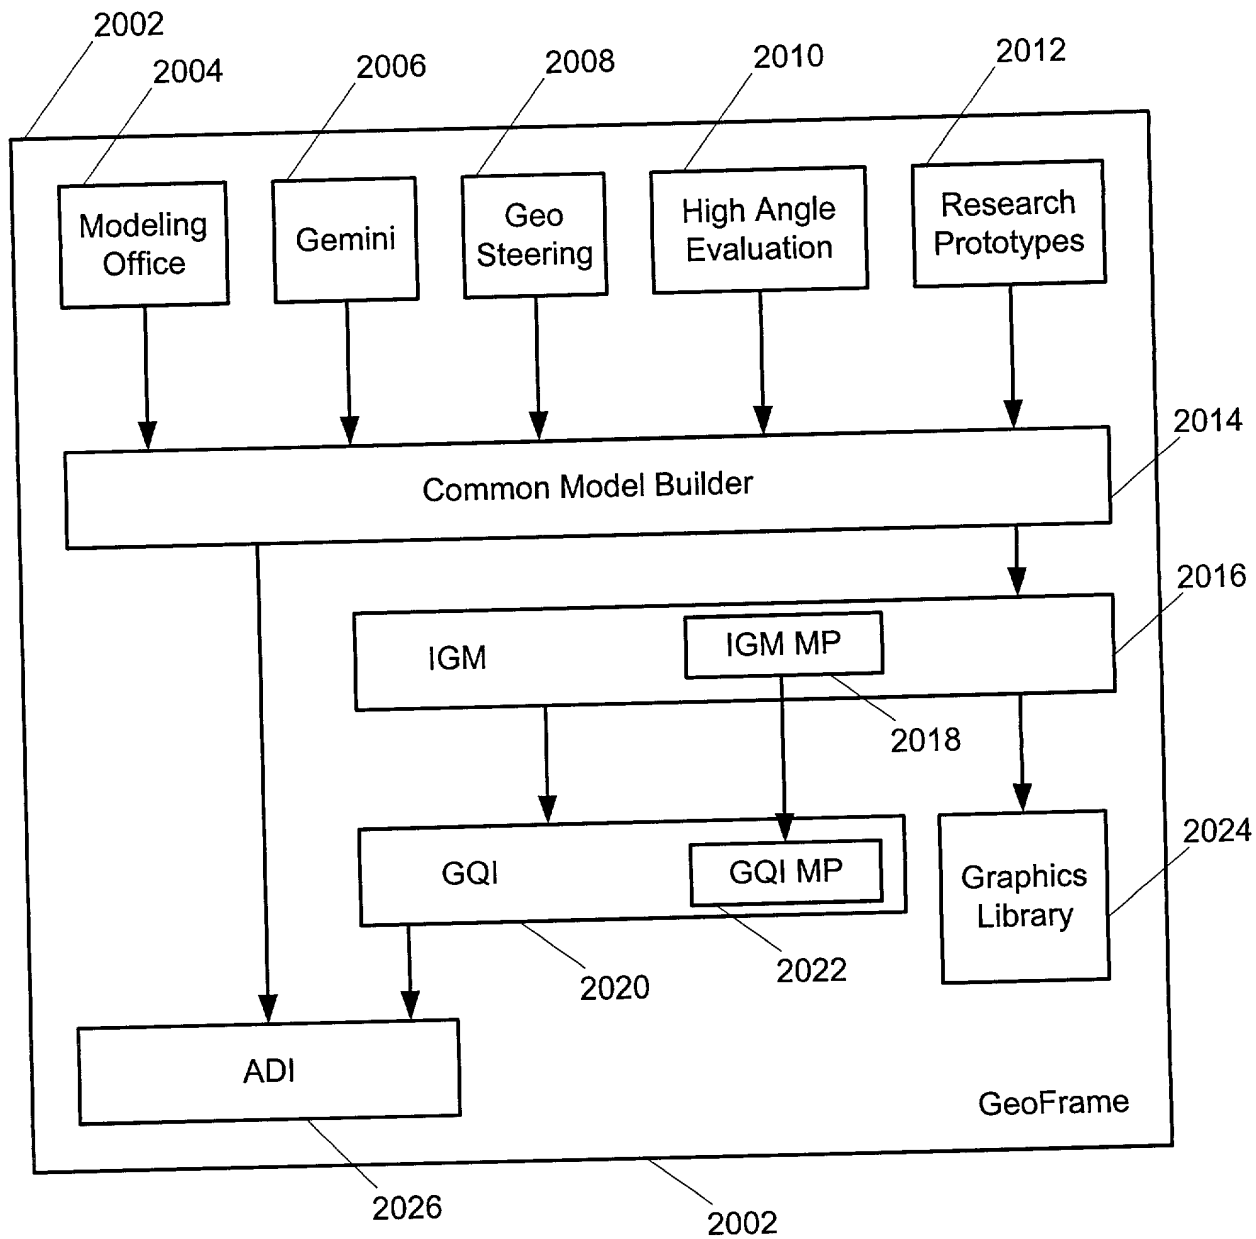 2002
2004
2006
2008
2010
2012
Modeling
Office
Gemini
Geo
Steering
High Angle
Evaluation
Research
Prototypes
2014
Common Model Builder
2016
IGM
IGM MP
2018
GQI
GQI MP
Graphics
Library
2024
2020
2022
ADI
GeoFrame
2026
2002